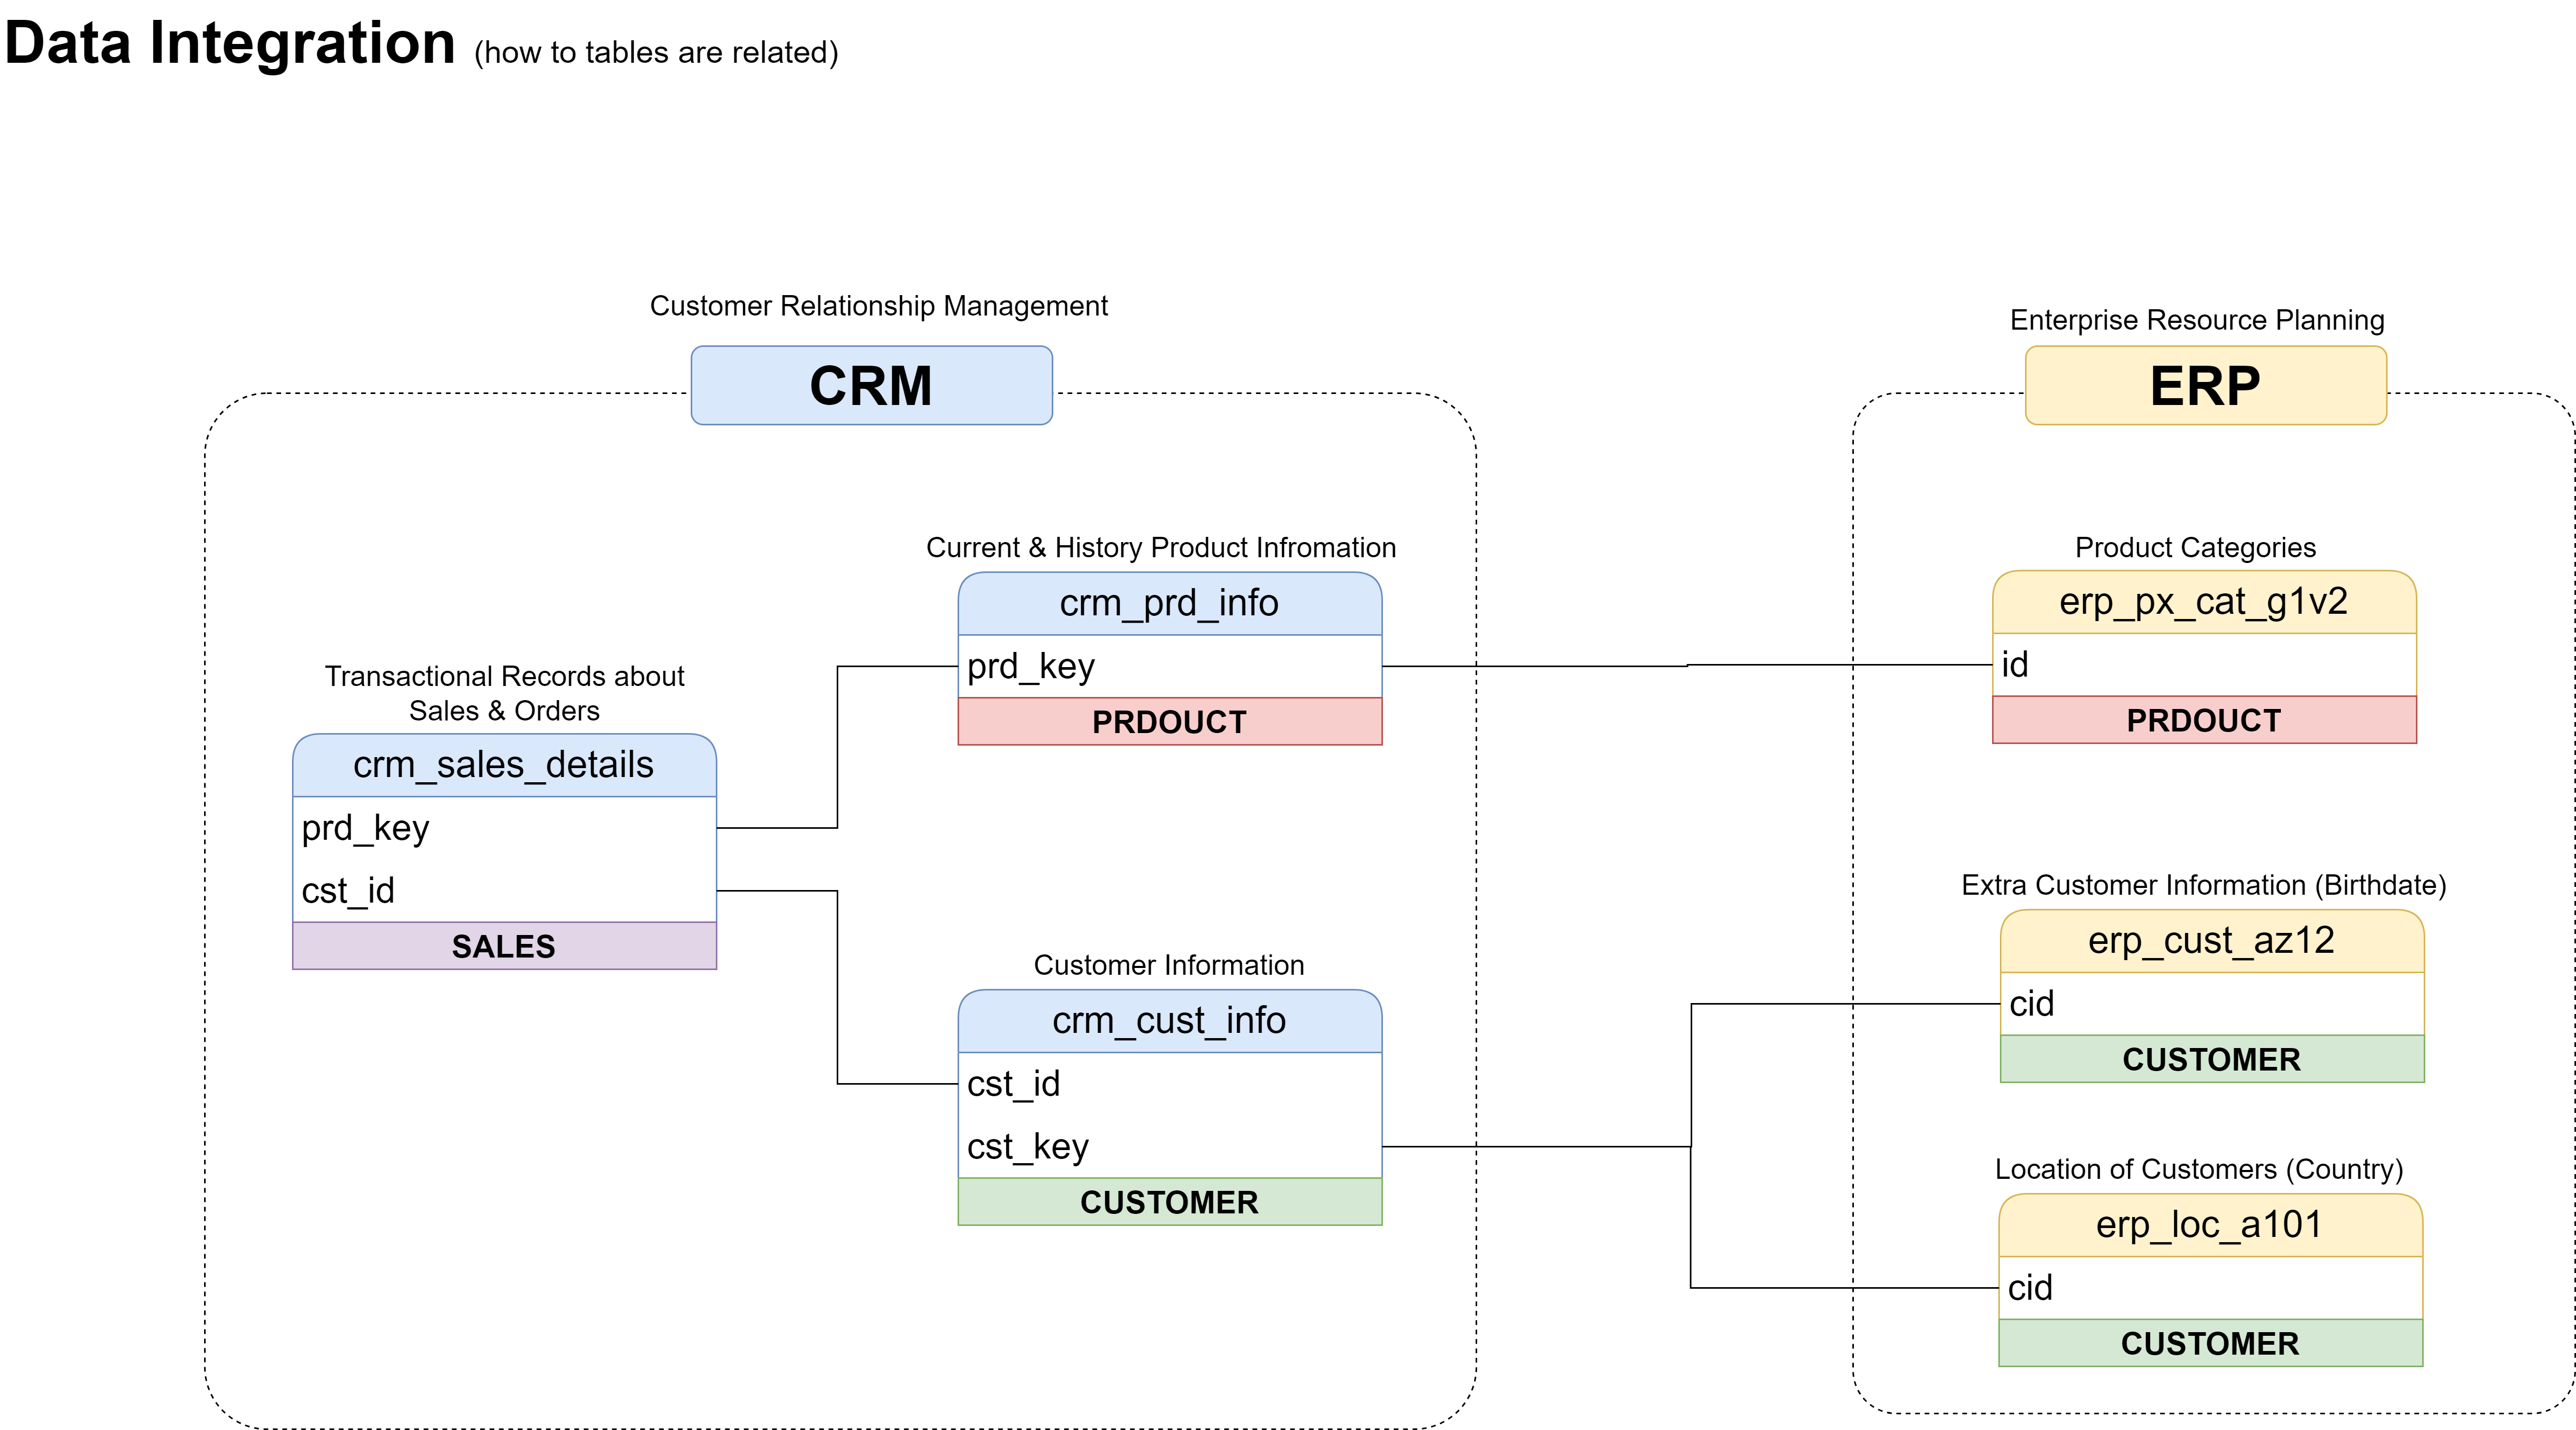 Data Integration (how to tables are related)
Customer Relationship Management
CRM
Enterprise Resource Planning
ERP
Transactional Records about
Sales & Orders
crm_sales_details
prd_key
cst_id
SALES
Current & History Product Infromation
crm_prd_info
prd_key
PRDOUCT
Customer Information
crm_cust_info
cst_id
cst_key
CUSTOMER
Product Categories
erp_px_cat_g1v2
id
PRDOUCT
Extra Customer Information (Birthdate)
erp_cust_az12
cid
CUSTOMER
Location of Customers (Country)
erp_loc_a101
cid
CUSTOMER